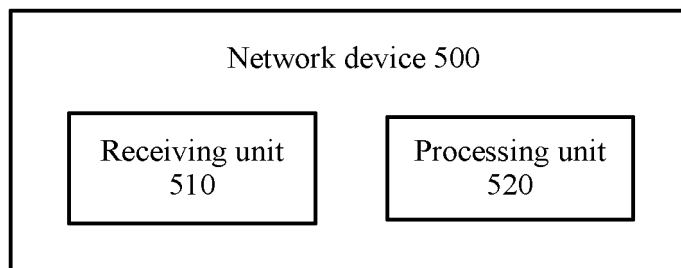 Network device 500
Receiving unit
510
Processing unit
520